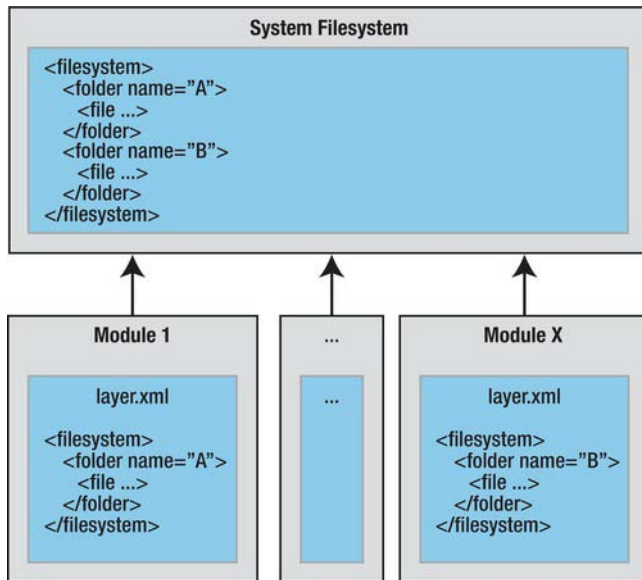 System Filesystem
<filesystem>
<folder name="A">
<file ...>
</folder>
<folder name="B">
<file ...>
</folder>
</filesystem>
Module 1
layer.xml
<filesystem>
<folder name="A">
<file ...>
</folder>
</filesystem>
...
...
Module X
layer.xml
<filesystem>
<folder name="B">
<file ...>
</folder>
</filesystem>